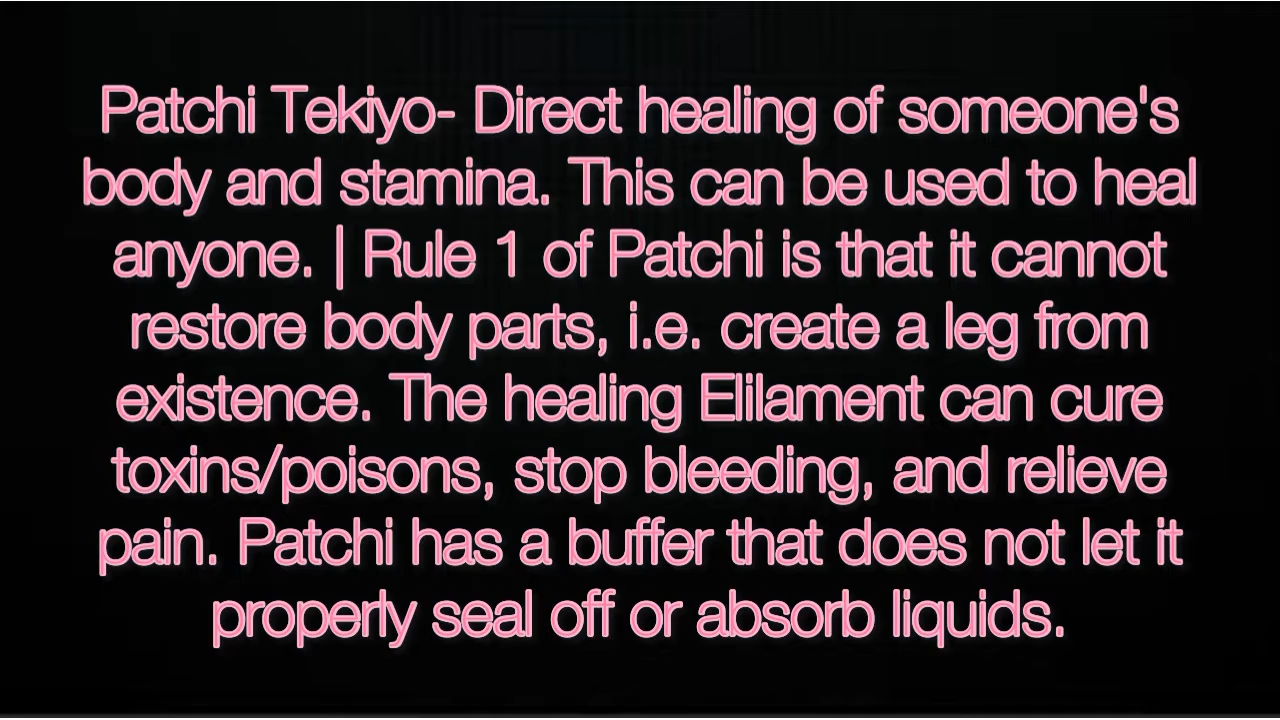 Patchi Tekiyo- Direct healing of someone's
body and stamina. This can be used to heal
anyone. | Rule 1 of Patchi is that it cannot
restore body parts, i.e. create a leg from
existence. The healing Elilament can cure
toxins/poisons, stop bleeding, and relieve
pain. Patchi has a buffer that does not let it
properly seal off or absorb liquids.